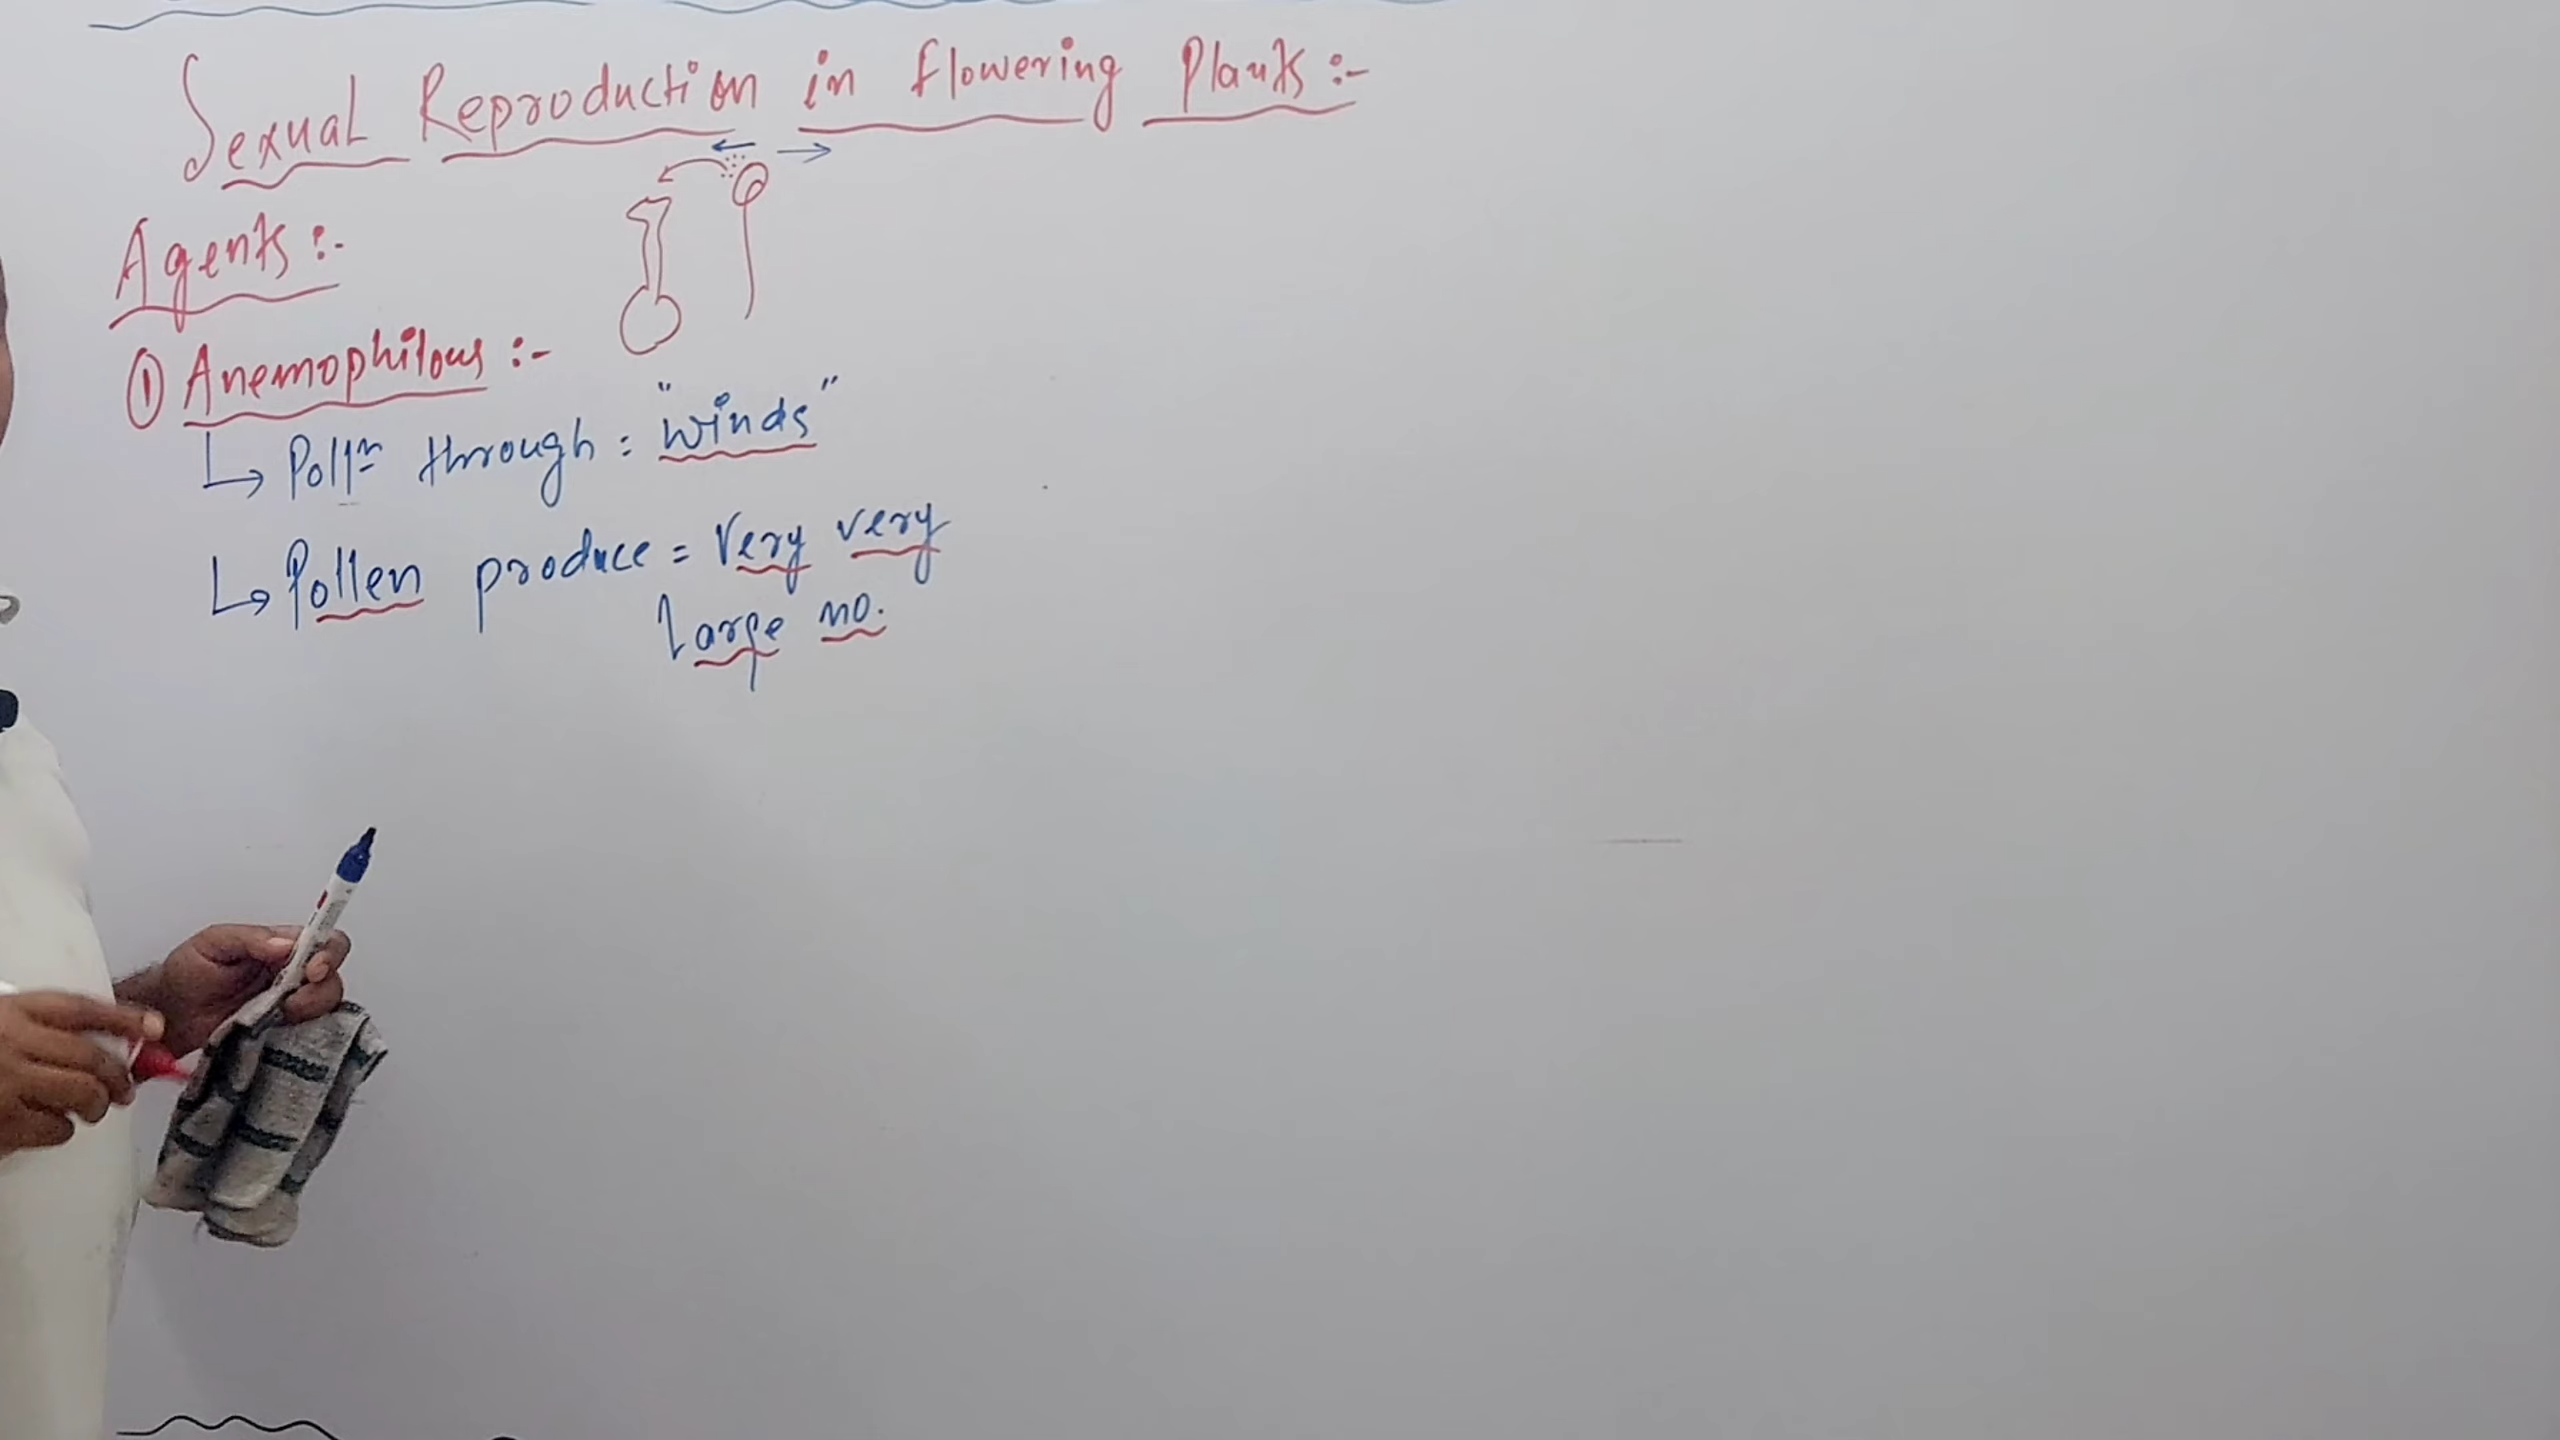 Sexual Reproduction in flowering Plants :-
Agents :-
① Anemophilous :-
↳ Pollⁿ through : "winds"
↳ Pollen produce = Very very
large no.